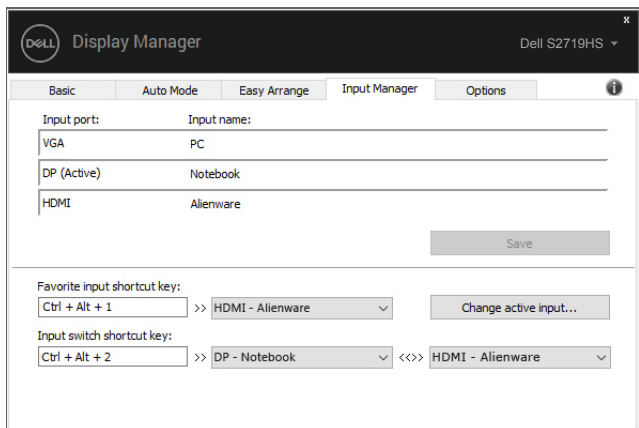 x
DELL Display Manager Dell S2719HS
Basic Auto Mode Easy Arrange Input Manager Options i
Input port: Input name:
VGA PC
DP (Active) Notebook
HDMI Alienware
Save
Favorite input shortcut key:
Ctrl + Alt + 1 >> HDMI - Alienware Change active input...
Input switch shortcut key:
Ctrl + Alt + 2 >> DP - Notebook <<>> HDMI - Alienware